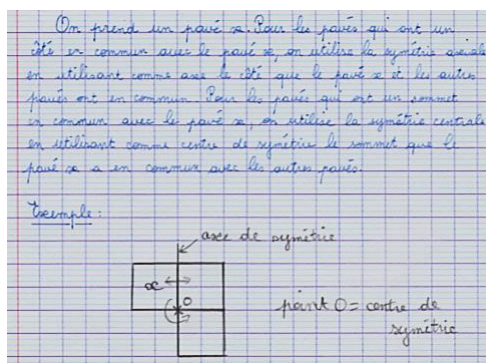 On prend un pavé x. Pour les pavés qui ont un
côté en commun avec le pavé x, on utilise la symétrie axiale
en utilisant comme axe le côté que le pavé x et les autres
pavés ont en commun. Pour les pavés qui ont un sommet
en commun avec le pavé x, on utilise la symétrie centrale
en utilisant comme centre de symétrie le sommet que le
pavé x a en commun avec les autres pavés.
Exemple :
axe de symétrie
x
O
point O = centre de
symétrie